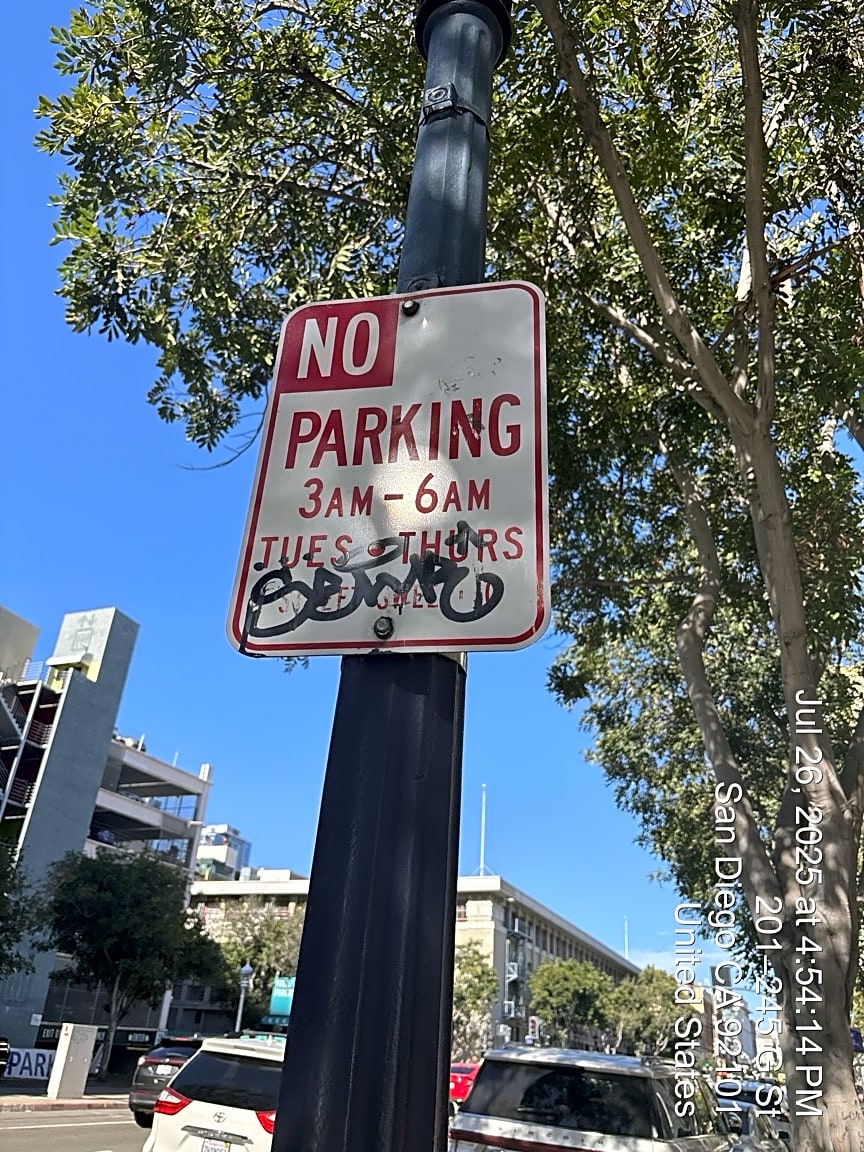 NO
PARKING
3AM-6AM
TUES • THURS
PARK
Jul 26, 2025 at 4:54:14 PM
201–245 G St
San Diego CA 92101
United States